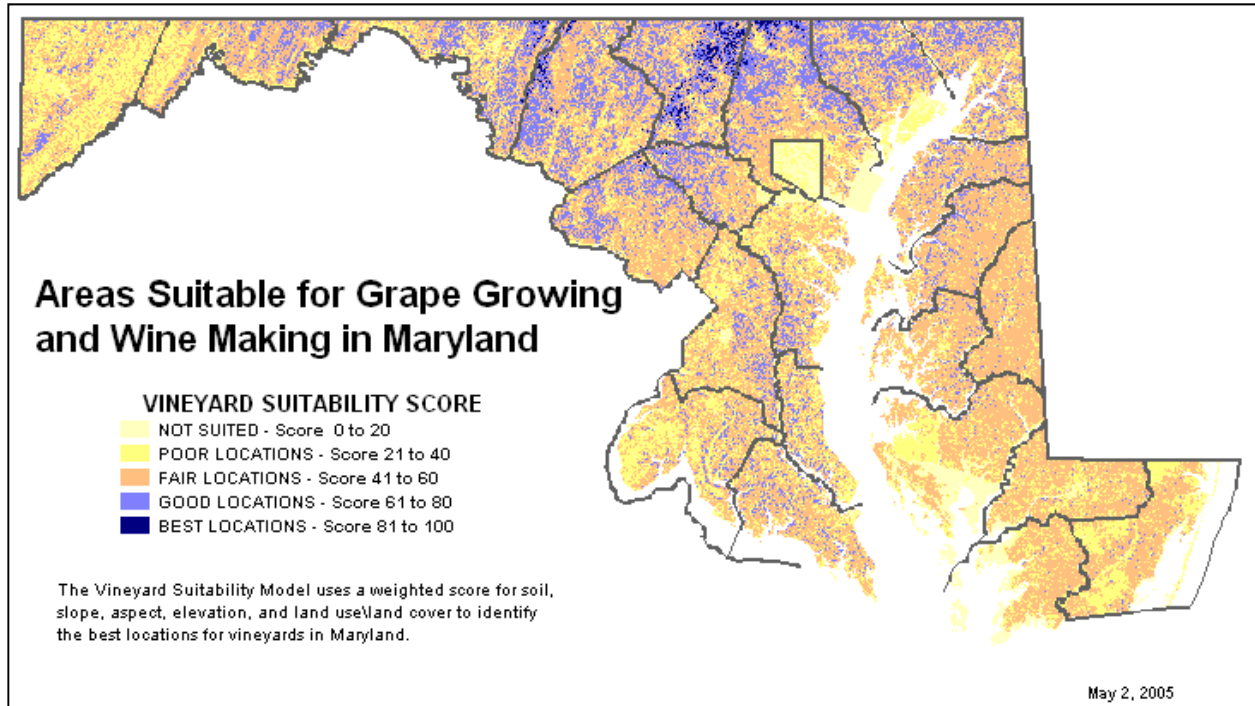 Areas Suitable for Grape Growing
and Wine Making in Maryland
VINEYARD SUITABILITY SCORE
NOT SUITED - Score 0 to 20
POOR LOCATIONS - Score 21 to 40
FAIR LOCATIONS - Score 41 to 60
GOOD LOCATIONS - Score 61 to 80
BEST LOCATIONS - Score 81 to 100
The Vineyard Suitability Model uses a weighted score for soil,
slope, aspect, elevation, and land use\land cover to identify
the best locations for vineyards in Maryland.
May 2, 2005